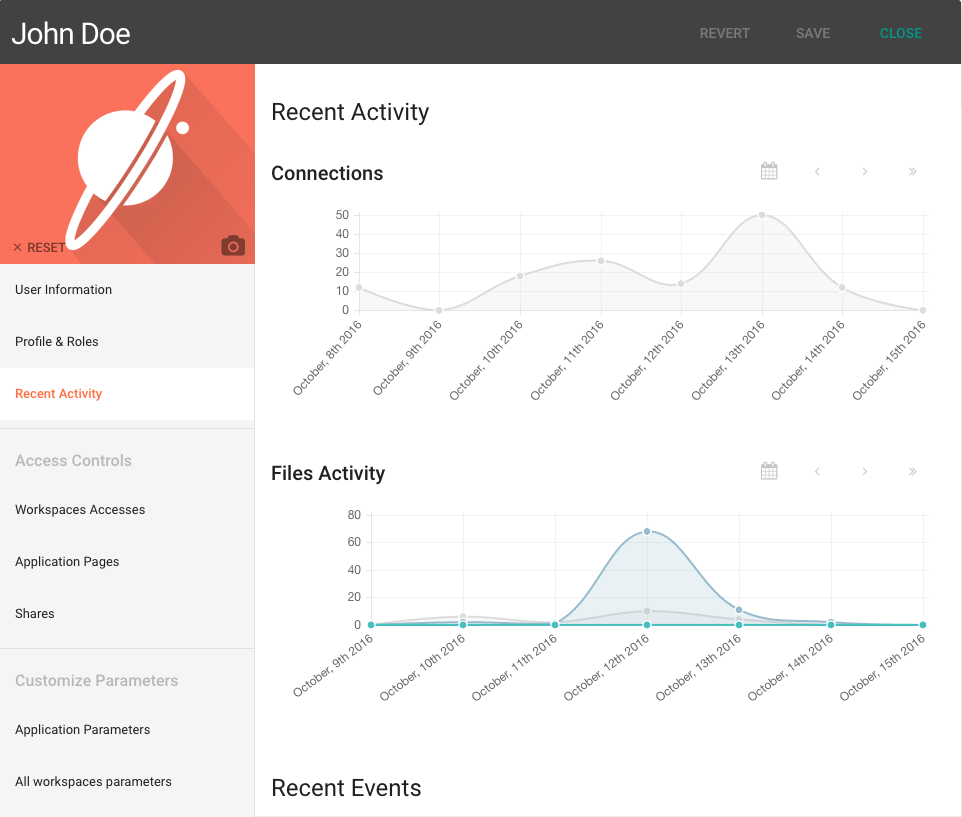 John Doe
REVERT SAVE CLOSE
× RESET
User Information
Profile & Roles
Recent Activity
Access Controls
Workspaces Accesses
Application Pages
Shares
Customize Parameters
Application Parameters
All workspaces parameters
Recent Activity
Connections
50
40
30
20
10
0
October, 8th 2016
October, 9th 2016
October, 10th 2016
October, 11th 2016
October, 12th 2016
October, 13th 2016
October, 14th 2016
October, 15th 2016
Files Activity
80
60
40
20
0
October, 9th 2016
October, 10th 2016
October, 11th 2016
October, 12th 2016
October, 13th 2016
October, 14th 2016
October, 15th 2016
Recent Events